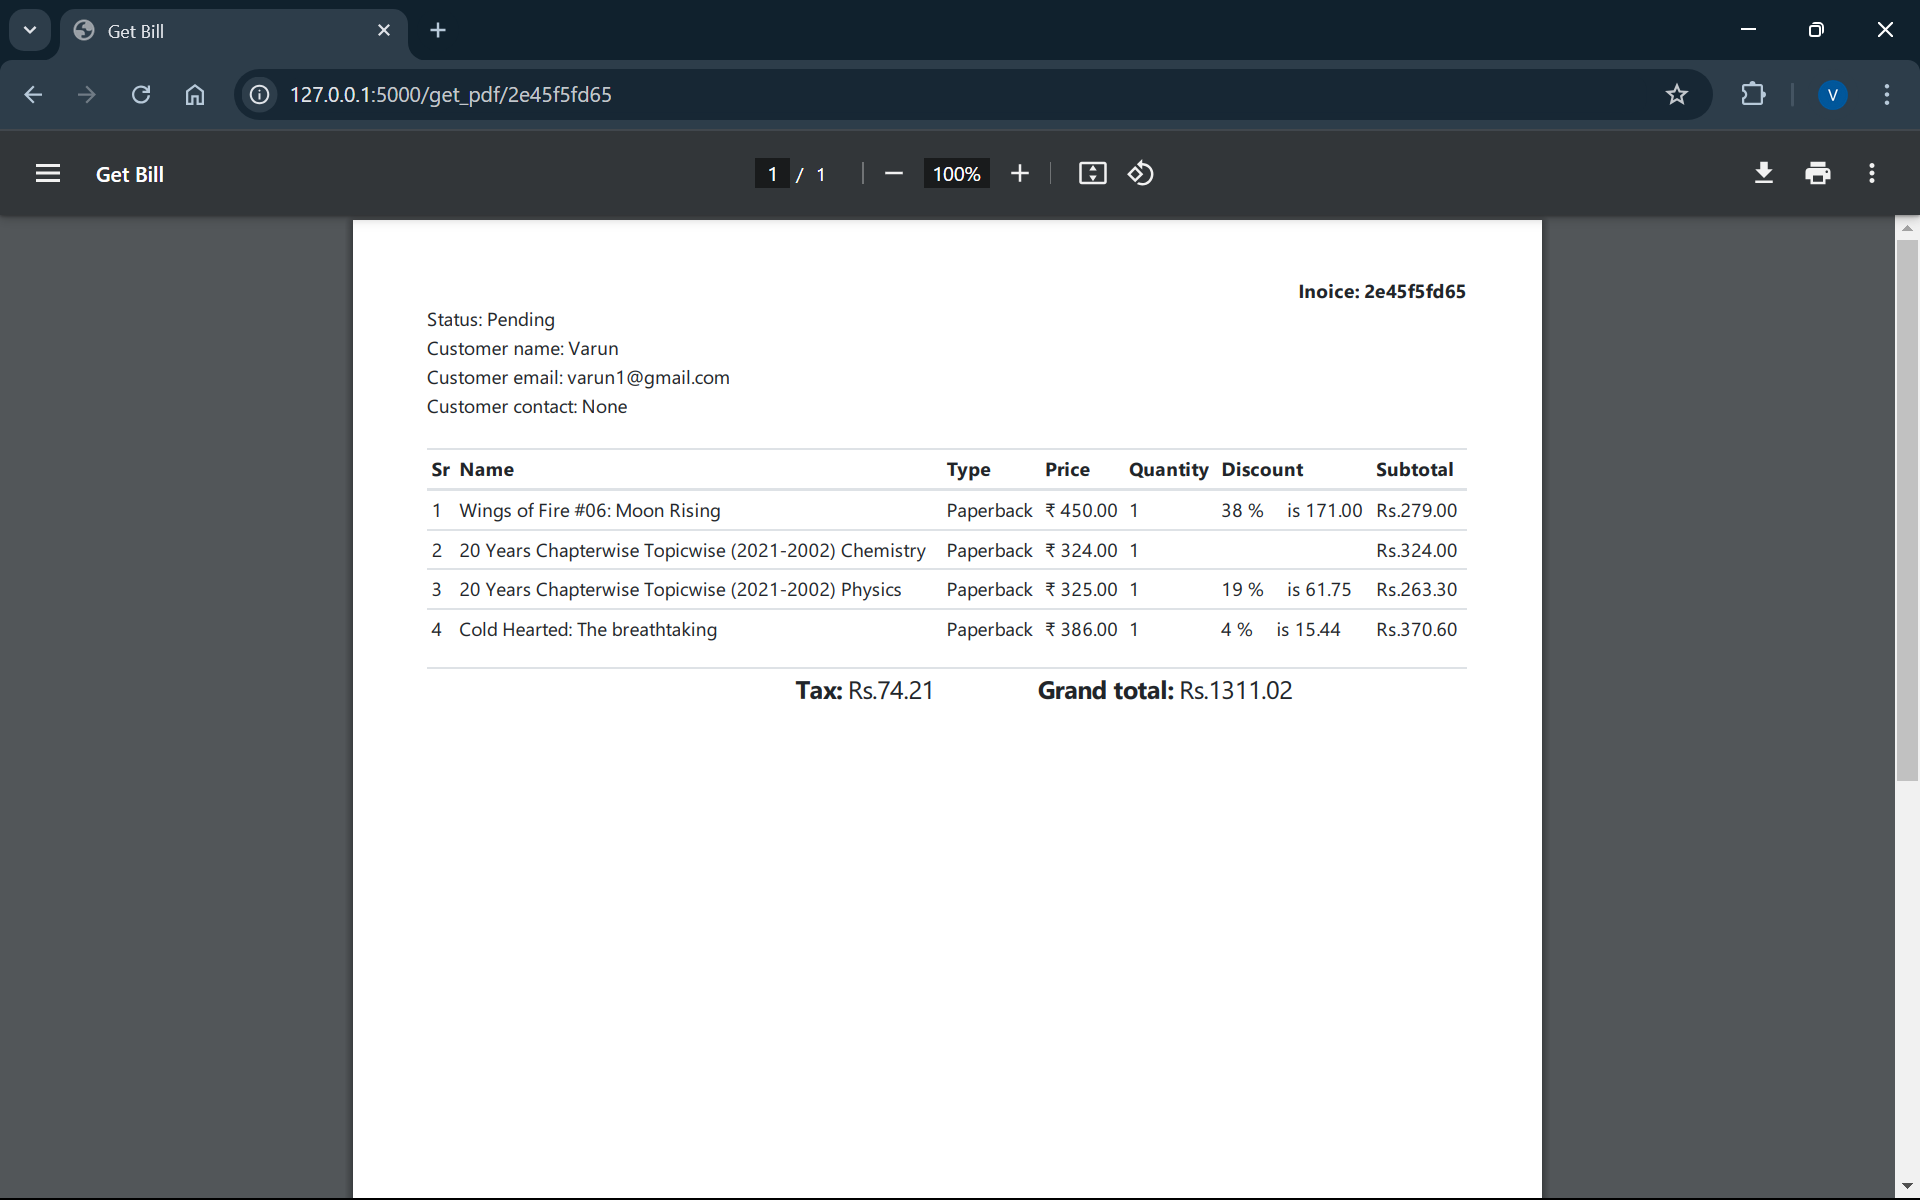 Get Bill
127.0.0.1:5000/get_pdf/2e45f5fd65
V
Get Bill
1 / 1
100%
Inoice: 2e45f5fd65
Status: Pending
Customer name: Varun
Customer email: varun1@gmail.com
Customer contact: None
Sr Name Type Price Quantity Discount Subtotal
1 Wings of Fire #06: Moon Rising Paperback ₹ 450.00 1 38 % is 171.00 Rs.279.00
2 20 Years Chapterwise Topicwise (2021-2002) Chemistry Paperback ₹ 324.00 1 Rs.324.00
3 20 Years Chapterwise Topicwise (2021-2002) Physics Paperback ₹ 325.00 1 19 % is 61.75 Rs.263.30
4 Cold Hearted: The breathtaking Paperback ₹ 386.00 1 4 % is 15.44 Rs.370.60
Tax: Rs.74.21 Grand total: Rs.1311.02